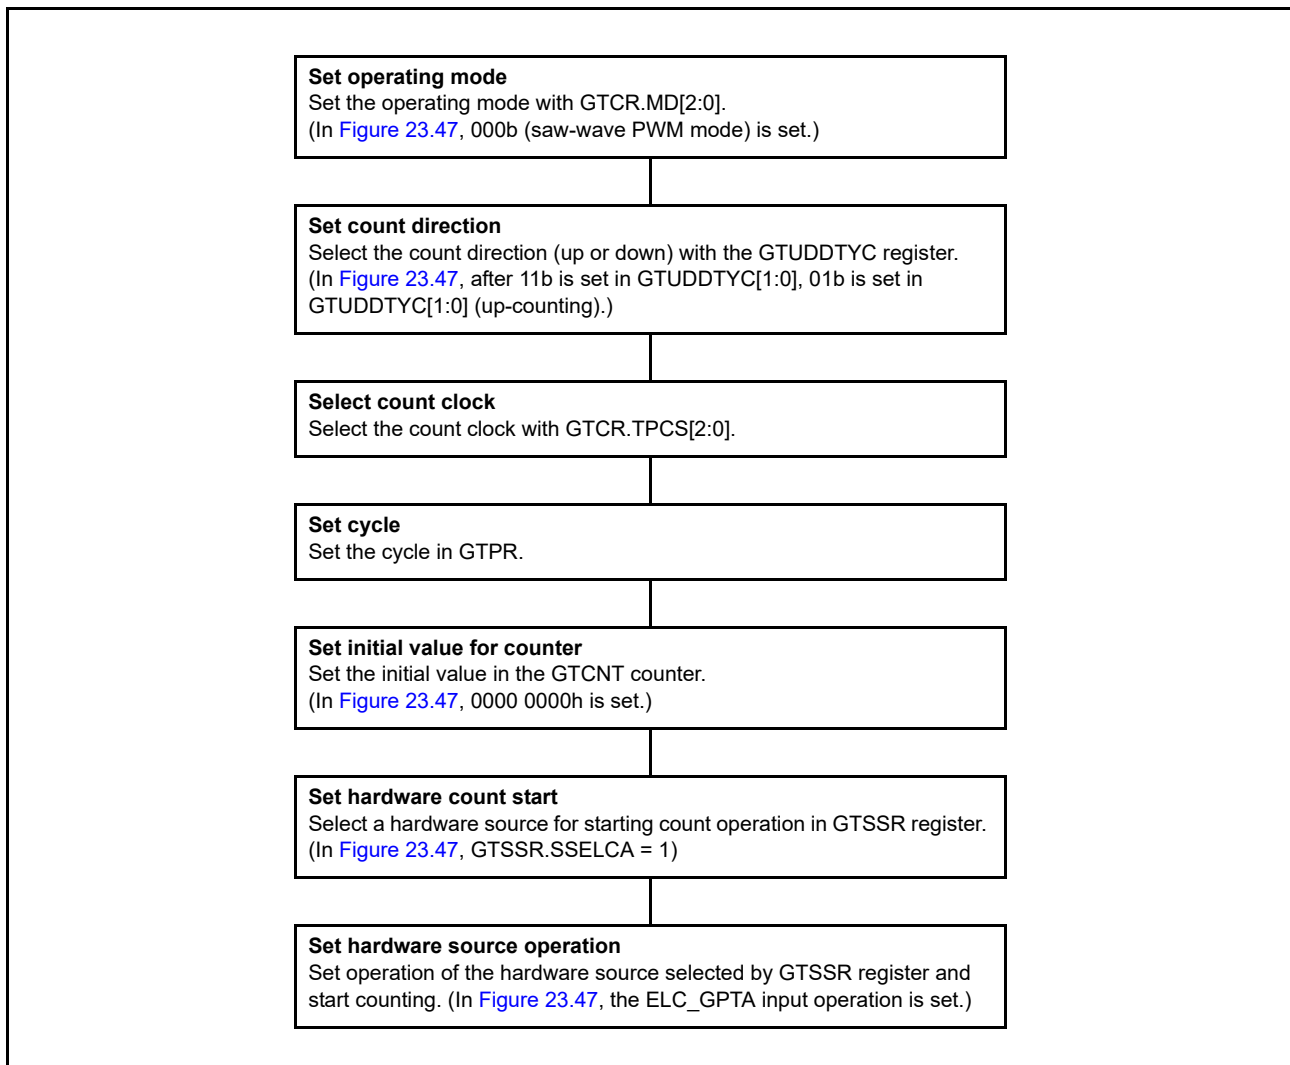 Set operating mode
Set the operating mode with GTCR.MD[2:0].
(In Figure 23.47, 000b (saw-wave PWM mode) is set.)
Set count direction
Select the count direction (up or down) with the GTUDDTYC register.
(In Figure 23.47, after 11b is set in GTUDDTYC[1:0], 01b is set in
GTUDDTYC[1:0] (up-counting).)
Select count clock
Select the count clock with GTCR.TPCS[2:0].
Set cycle
Set the cycle in GTPR.
Set initial value for counter
Set the initial value in the GTCNT counter.
(In Figure 23.47, 0000 0000h is set.)
Set hardware count start
Select a hardware source for starting count operation in GTSSR register.
(In Figure 23.47, GTSSR.SSELCA = 1)
Set hardware source operation
Set operation of the hardware source selected by GTSSR register and
start counting. (In Figure 23.47, the ELC_GPTA input operation is set.)